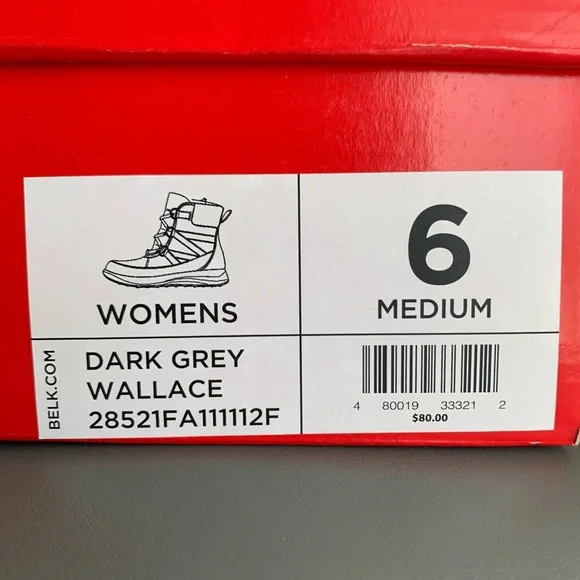 WOMENS
6
MEDIUM
BELK.COM
DARK GREY
WALLACE
28521FA111112F
4 80019 33321 2
$80.00